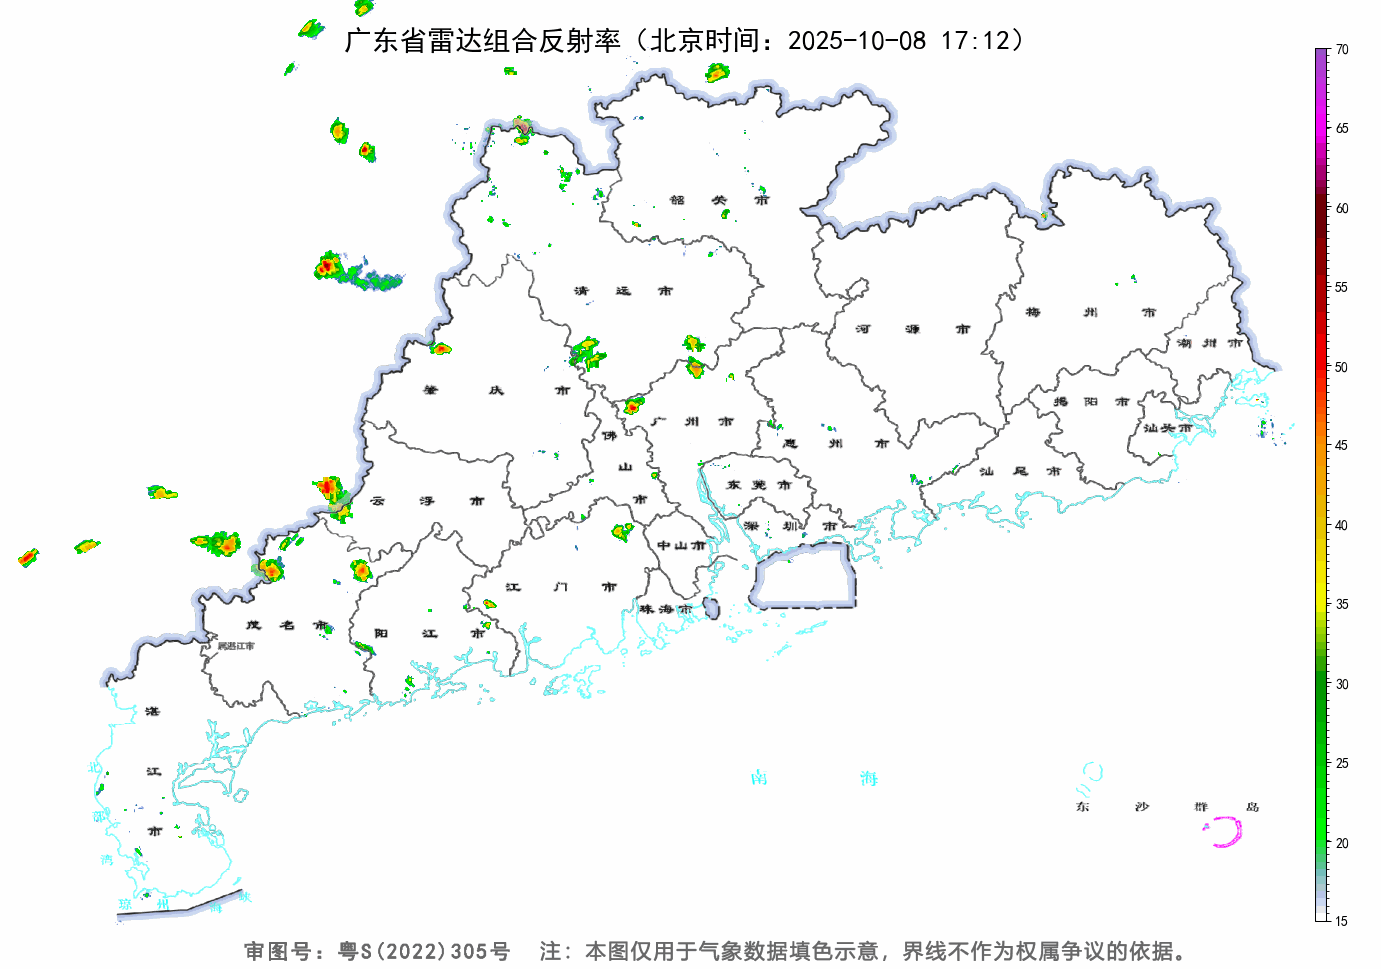 广东省雷达组合反射率（北京时间：2025-10-08 17:12）
70
65
60
55
50
45
40
35
30
25
20
15
韶关市
清远市
河源市
梅州市
潮州市
肇庆市
揭阳市
汕头市
广州市
佛山市
惠州市
汕尾市
云浮市
东莞市
深圳市
中山市
江门市
珠海市
茂名市
阳江市
属湛江市
湛江市
北部湾
琼州海峡
南海
东沙群岛
审图号：粤S(2022)305号 注：本图仅用于气象数据填色示意，界线不作为权属争议的依据。